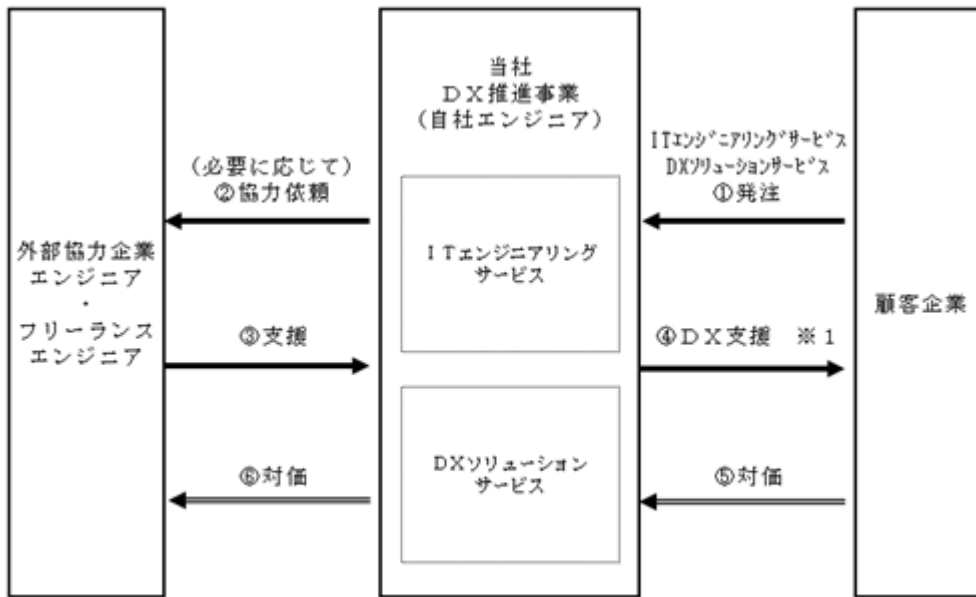 外部協力企業
エンジニア
・
フリーランス
エンジニア
(必要に応じて)
②協力依頼
③支援
⑥対価
当社
ＤＸ推進事業
(自社エンジニア)
ＩＴエンジニアリング
サービス
ＤＸソリューション
サービス
ITｴﾝｼﾞﾆｱﾘﾝｸﾞｻｰﾋﾞｽ
DXｿﾘｭｰｼｮﾝｻｰﾋﾞｽ
①発注
④ＤＸ支援　※１
⑤対価
顧客企業